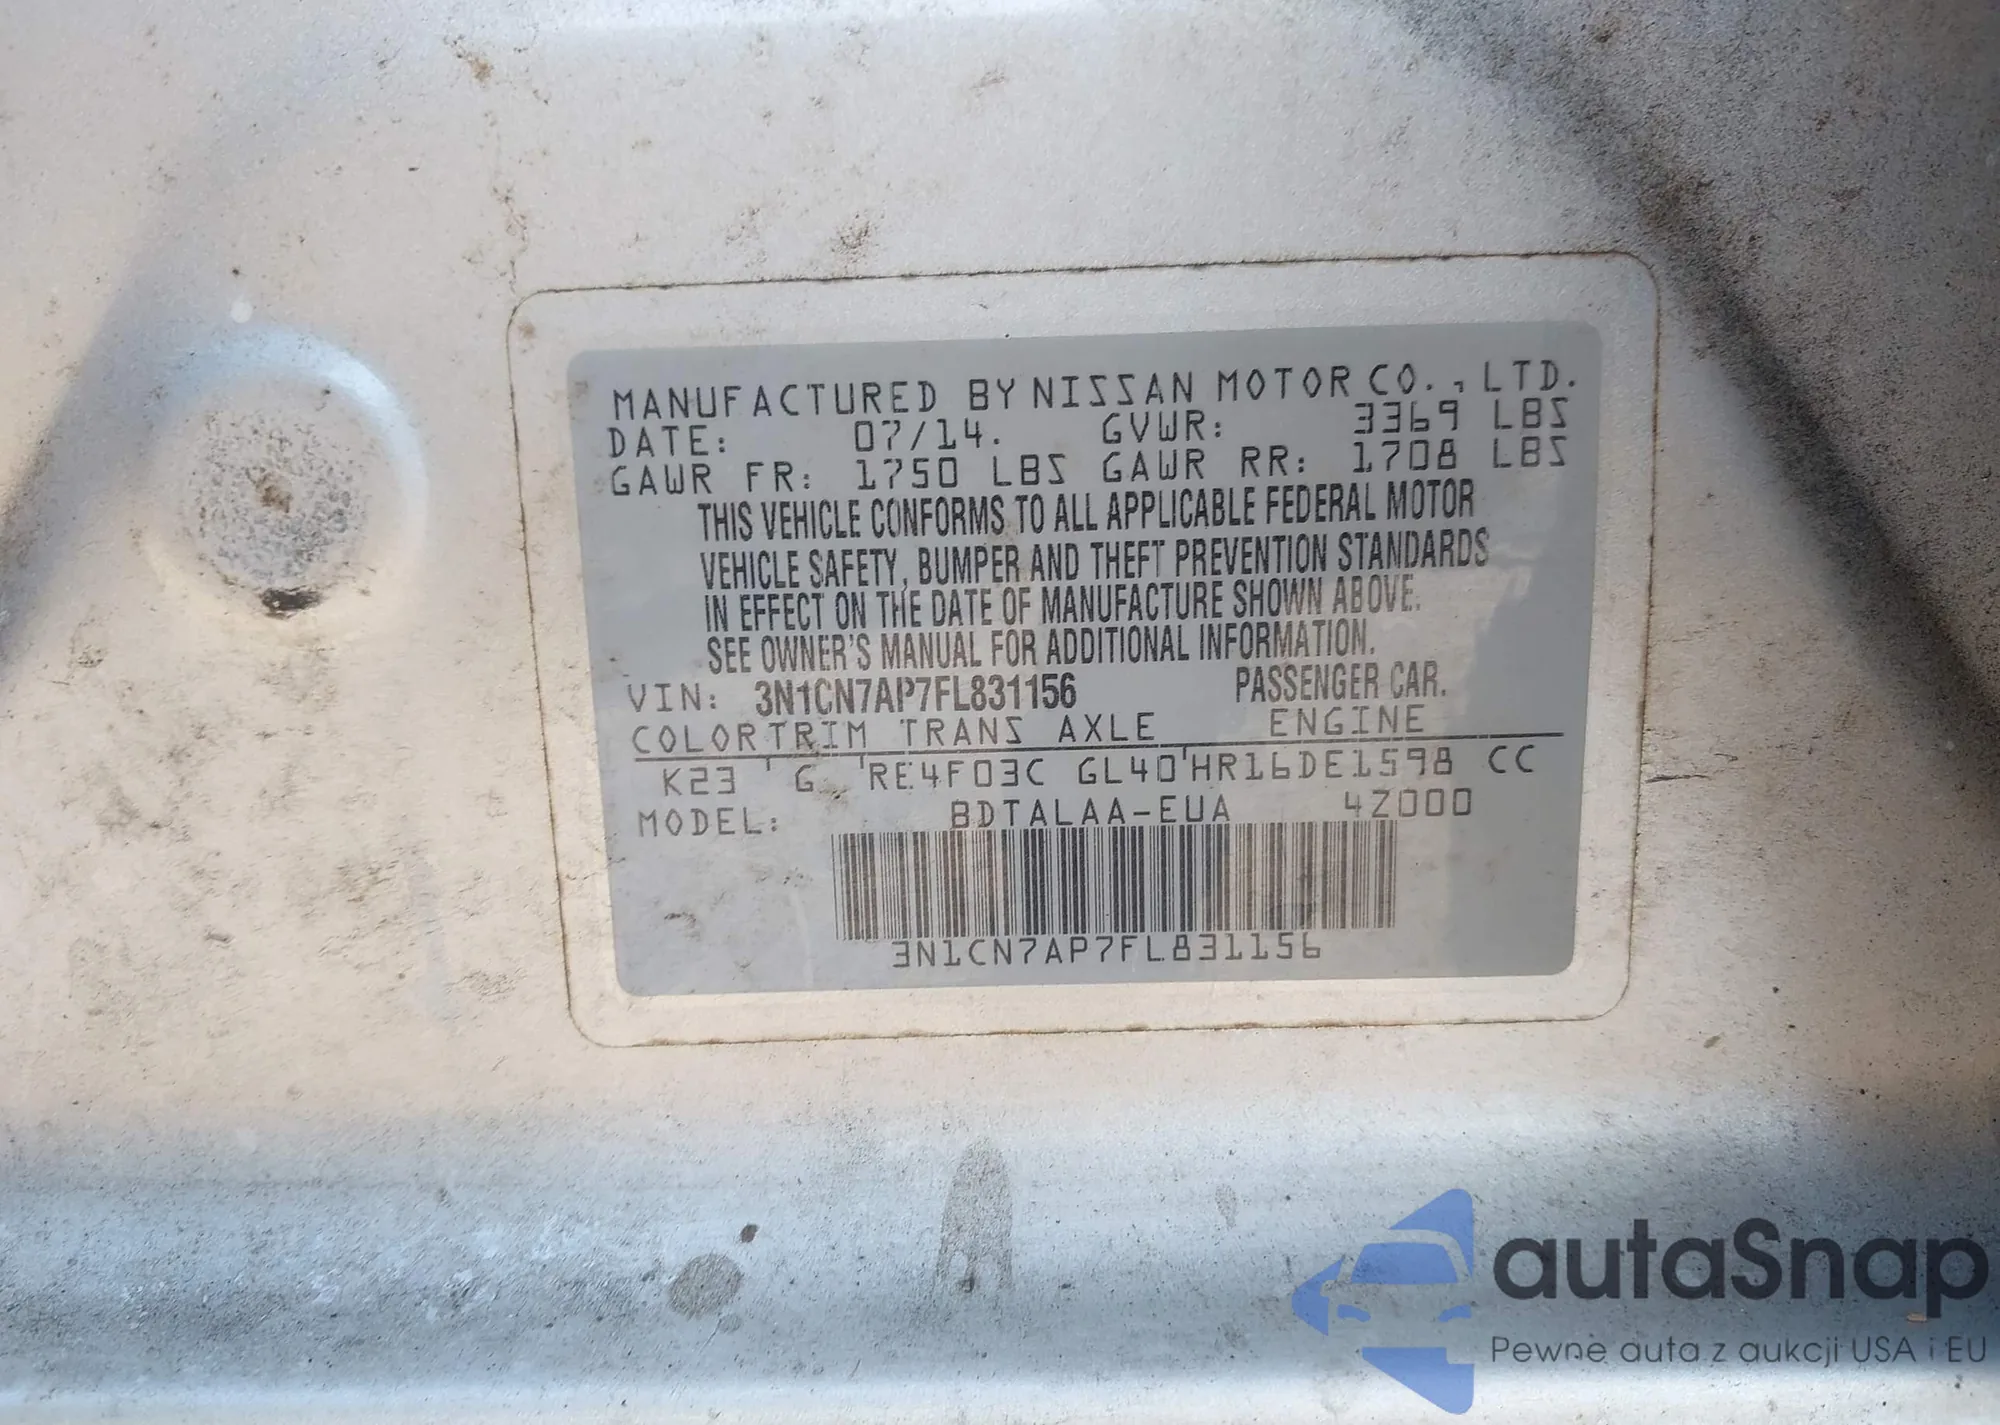 MANUFACTURED BY NISSAN MOTOR CO., LTD.
DATE: 07/14. GVWR: 3369 LBS
GAWR FR: 1750 LBS GAWR RR: 1708 LBS
THIS VEHICLE CONFORMS TO ALL APPLICABLE FEDERAL MOTOR
VEHICLE SAFETY, BUMPER AND THEFT PREVENTION STANDARDS
IN EFFECT ON THE DATE OF MANUFACTURE SHOWN ABOVE.
SEE OWNER'S MANUAL FOR ADDITIONAL INFORMATION.
VIN: 3N1CN7AP7FL831156 PASSENGER CAR.
COLOR TRIM TRANS AXLE ENGINE
K23 G RE4F03C GL40 HR16DE1598 CC
MODEL: BDTALAA-EUA 4Z000
3N1CN7AP7FL831156
autaSnap
Pewne auta z aukcji USA i EU